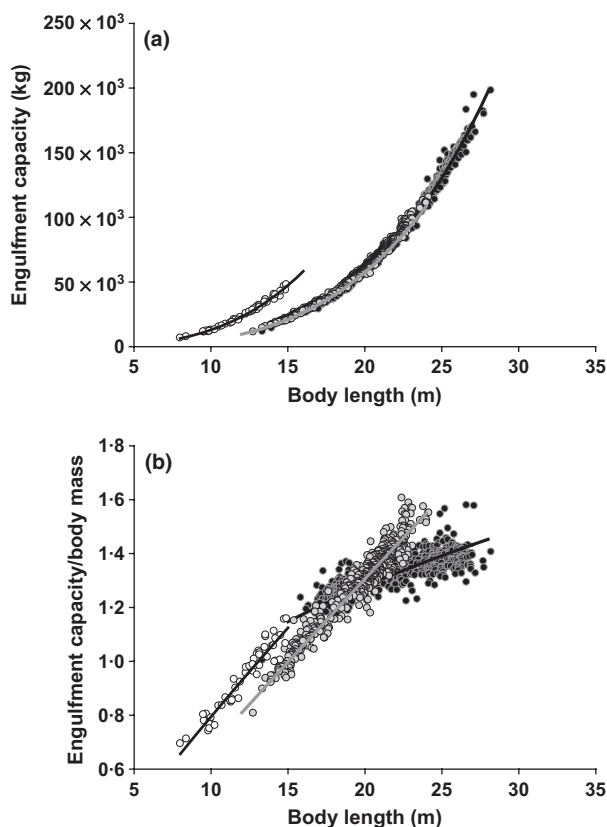 (a)
Engulfment capacity (kg)
250 × 10³
200 × 10³
150 × 10³
100 × 10³
50 × 10³
0
5 10 15 20 25 30 35
Body length (m)
(b)
Engulfment capacity/body mass
1·8
1·6
1·4
1·2
1·0
0·8
0·6
5 10 15 20 25 30 35
Body length (m)